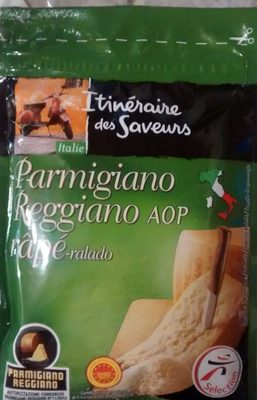 Itinéraire
des Saveurs
Italie
Parmigiano
Reggiano AOP
râpé-ralado
PARMIGIANO
REGGIANO
Sélection